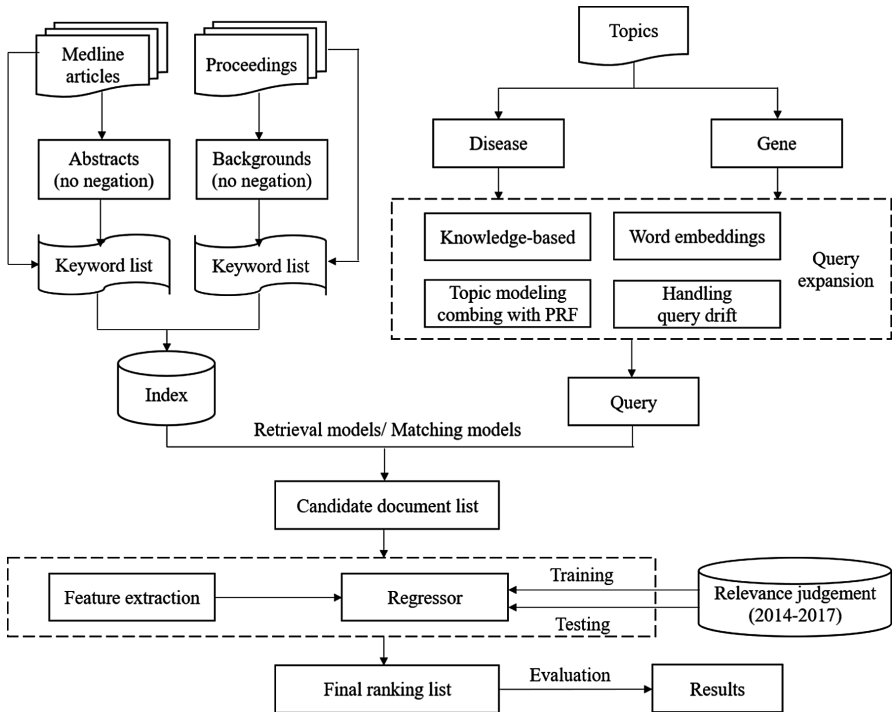 Medline
articles
Proceedings
Topics
Abstracts
(no negation)
Backgrounds
(no negation)
Disease
Gene
Keyword list
Keyword list
Knowledge-based
Word embeddings
Query
expansion
Topic modeling
combing with PRF
Handling
query drift
Index
Query
Retrieval models/ Matching models
Candidate document list
Feature extraction
Regressor
Training
Testing
Relevance judgement
(2014-2017)
Final ranking list
Evaluation
Results